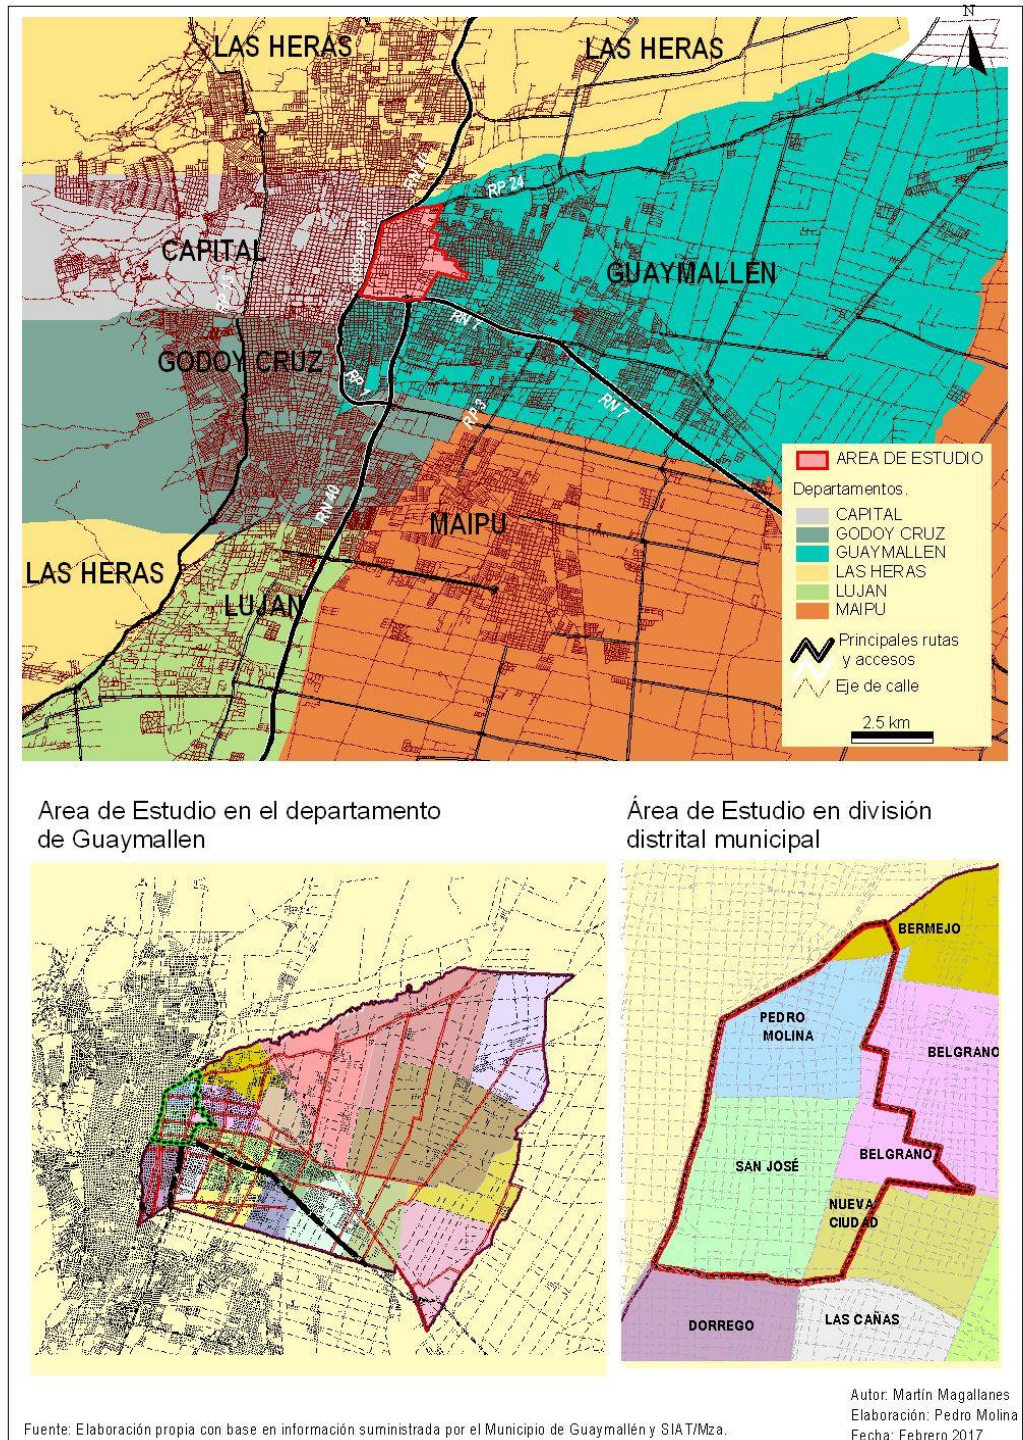 N
LAS HERAS
LAS HERAS
RN 40
RP 24
CAPITAL
GUAYMALLEN
RN 7
GODOY CRUZ
RP 1
RP 3
RN 7
RN 40
MAIPU
LAS HERAS
LUJAN
AREA DE ESTUDIO
Departamentos.
CAPITAL
GODOY CRUZ
GUAYMALLEN
LAS HERAS
LUJAN
MAIPU
Principales rutas
y accesos
Eje de calle
2.5 km
Area de Estudio en el departamento
de Guaymallen
Área de Estudio en división
distrital municipal
BERMEJO
PEDRO
MOLINA
BELGRANO
BELGRANO
SAN JOSÉ
NUEVA
CIUDAD
DORREGO
LAS CAÑAS
Autor: Martín Magallanes
Elaboración: Pedro Molina
Fecha: Febrero 2017
Fuente: Elaboración propia con base en información suministrada por el Municipio de Guaymallén y SIAT/Mza.